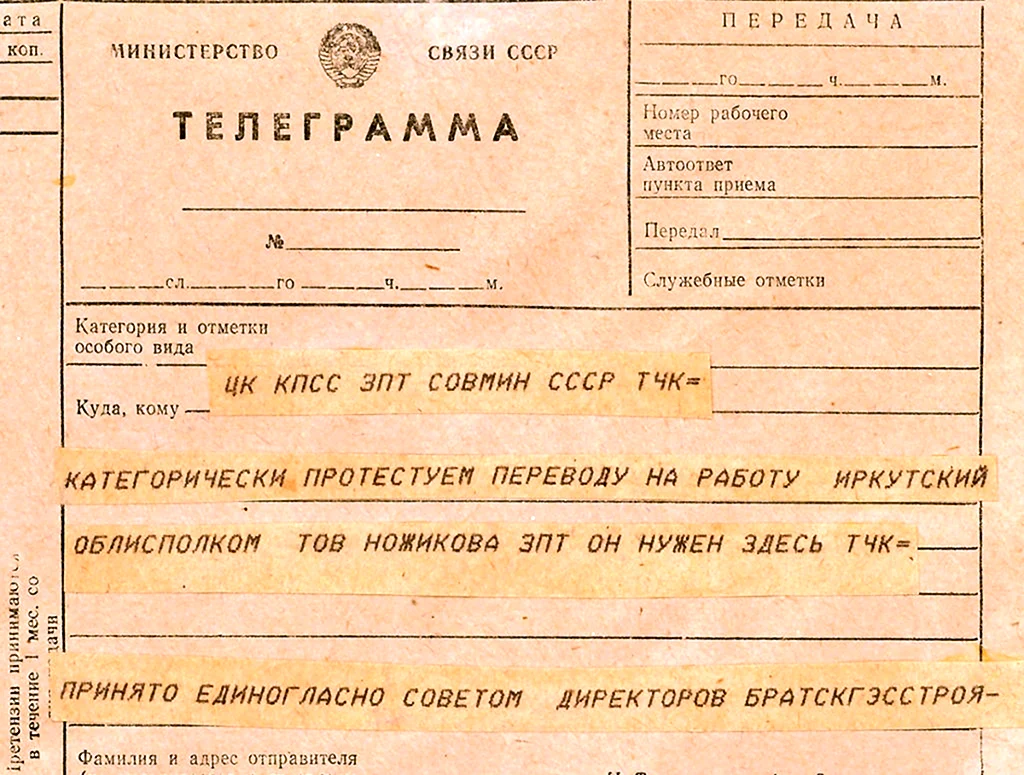 ата
коп.
МИНИСТЕРСТВО СВЯЗИ СССР
ТЕЛЕГРАММА
№
сл. го ч. м.
ПЕРЕДАЧА
го ч. м.
Номер рабочего
места
Автоответ
пункта приема
Передал
Служебные отметки
Категория и отметки
особого вида
ЦК КПСС ЗПТ СОВМИН СССР ТЧК=
Куда, кому
КАТЕГОРИЧЕСКИ ПРОТЕСТУЕМ ПЕРЕВОДУ НА РАБОТУ ИРКУТСКИЙ
ОБЛИСПОЛКОМ ТОВ НОЖИКОВА ЗПТ ОН НУЖЕН ЗДЕСЬ ТЧК=
ПРИНЯТО ЕДИНОГЛАСНО СОВЕТОМ ДИРЕКТОРОВ БРАТСКГЭССТРОЯ-
Фамилия и адрес отправителя
ретензии принимаются
в течение 1 мес. со